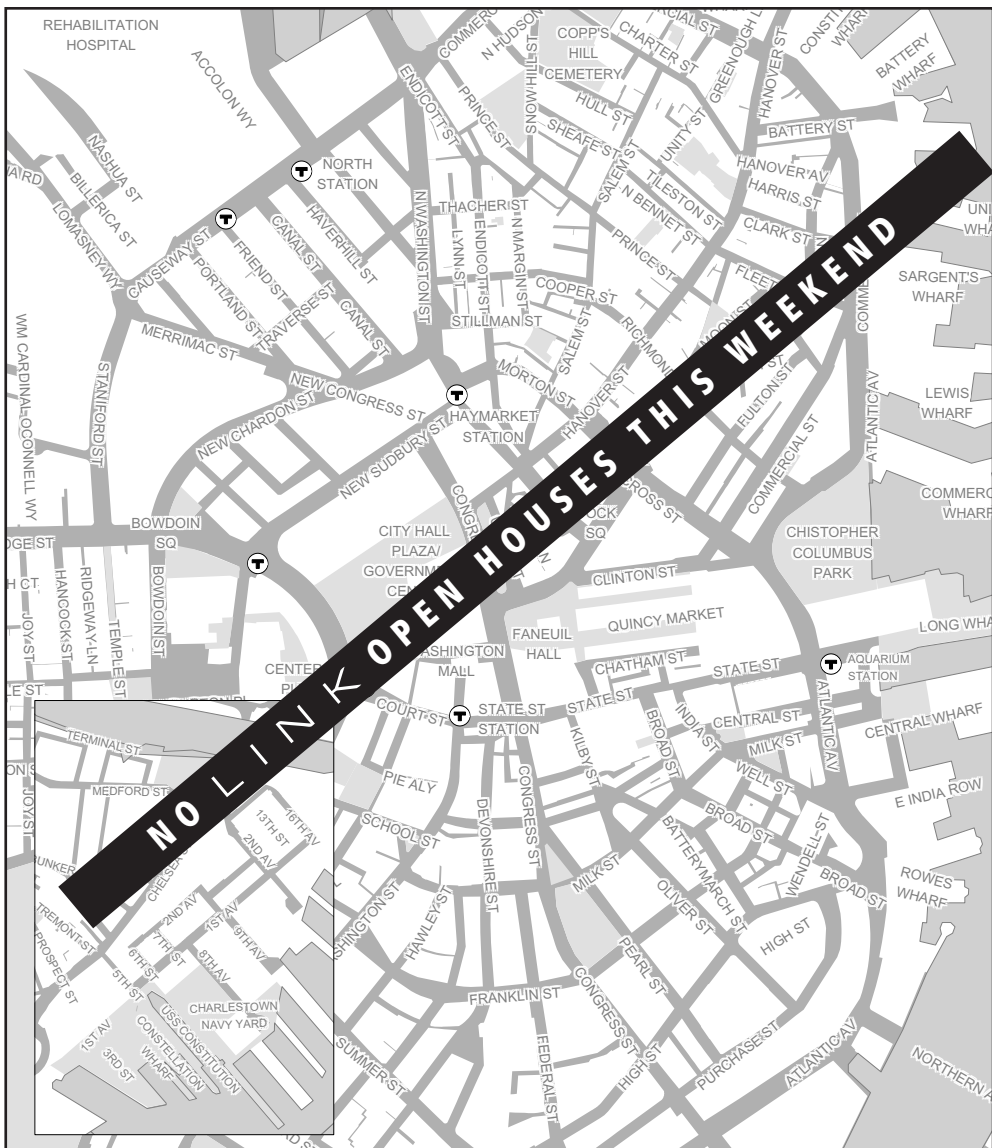 REHABILITATION
HOSPITAL
ACCOLON WY
N HUDSON
COPP'S
HILL
CEMETERY
CHARTER ST
GREENOUGH L
HANOVER ST
BATTERY
WHARF
ENDICOTT ST
PRINCE ST
SNOW HILL ST
HULL ST
SHEAFE ST
UNITY ST
BATTERY ST
NASHUA ST
BILLERICA ST
NORTH
STATION
SALEM ST
TILESTON ST
N BENNET ST
HANOVER AV
HARRIS ST
CLARK ST
LOMASNEY WY
CAUSEWAY ST
N WASHINGTON ST
THACHER ST
LYNN ST
ENDICOTT ST
N MARGIN ST
PRINCE ST
FRIEND ST
CANAL ST
HAVERHILL ST
PORTLAND ST
TRAVERSE ST
CANAL ST
COOPER ST
STILLMAN ST
SALEM ST
MOON ST
SARGENT'S
WHARF
MERRIMAC ST
WM CARDINAL OCONNELL WY
STANIFORD ST
NEW CONGRESS ST
NEW CHARDON ST
MORTON ST
HANOVER ST
FULTON ST
ATLANTIC AV
LEWIS
WHARF
HAYMARKET
STATION
NEW SUDBURY ST
COMMERCIAL ST
CROSS ST
BOWDOIN
SQ
CITY HALL
PLAZA/
CHISTOPHER
COLUMBUS
PARK
HANCOCK ST
RIDGEWAY LN
TEMPLE ST
BOWDOIN ST
JOY ST
CLINTON ST
QUINCY MARKET
FANEUIL
HALL
MALL
CHATHAM ST
STATE ST
AQUARIUM
STATION
COURT ST
STATE ST
STATION
STATE ST
INDIA ST
BROAD ST
CENTRAL ST
MILK ST
ATLANTIC AV
CENTRAL WHARF
KILBY ST
PIE ALY
WELL ST
E INDIA ROW
SCHOOL ST
DEVONSHIRE ST
CONGRESS ST
BROAD ST
BATTERYMARCH ST
WENDELL ST
MILK ST
OLIVER ST
BROAD ST
ROWES
WHARF
HAWLEY ST
HIGH ST
PEARL ST
FRANKLIN ST
CONGRESS ST
SUMMER ST
FEDERAL ST
HIGH ST
PURCHASE ST
ATLANTIC AV
TERMINAL ST
MEDFORD ST
JOY ST
13TH ST
16TH AV
2ND AV
TREMONT ST
PROSPECT ST
2ND AV
1ST AV
9TH AV
7TH ST
6TH ST
5TH ST
8TH AV
CHARLESTOWN
NAVY YARD
1ST AV
3RD ST
CONSTELLATION
WHARF
USS CONSTITUTION
NO LINK OPEN HOUSES THIS WEEKEND